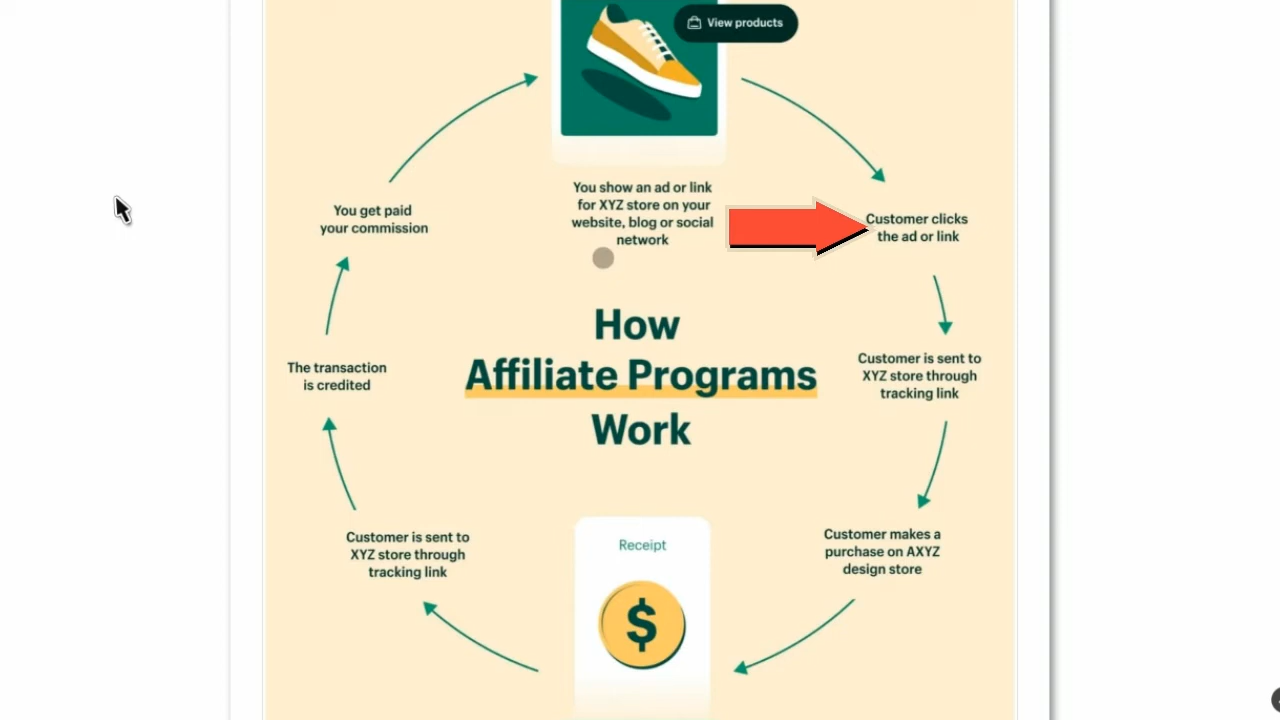 View products
You show an ad or link
for XYZ store on your
website, blog or social
network
Customer clicks
the ad or link
Customer is sent to
XYZ store through
tracking link
Customer makes a
purchase on AXYZ
design store
Receipt
$
Customer is sent to
XYZ store through
tracking link
The transaction
is credited
You get paid
your commission
How
Affiliate Programs
Work